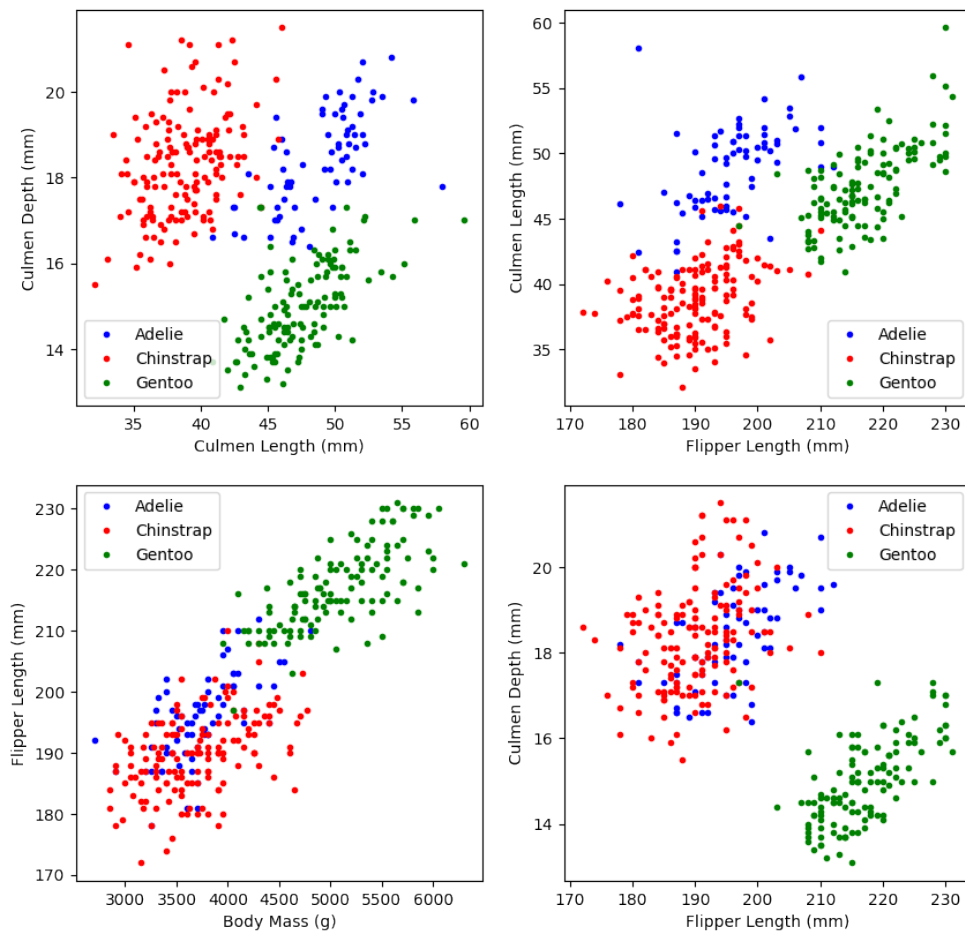 Culmen Depth (mm)
20
18
16
14
Adelie
Chinstrap
Gentoo
35 40 45 50 55 60
Culmen Length (mm)
Culmen Length (mm)
60
55
50
45
40
35
Adelie
Chinstrap
Gentoo
170 180 190 200 210 220 230
Flipper Length (mm)
Flipper Length (mm)
230
220
210
200
190
180
170
Adelie
Chinstrap
Gentoo
3000 3500 4000 4500 5000 5500 6000
Body Mass (g)
Culmen Depth (mm)
20
18
16
14
Adelie
Chinstrap
Gentoo
170 180 190 200 210 220 230
Flipper Length (mm)